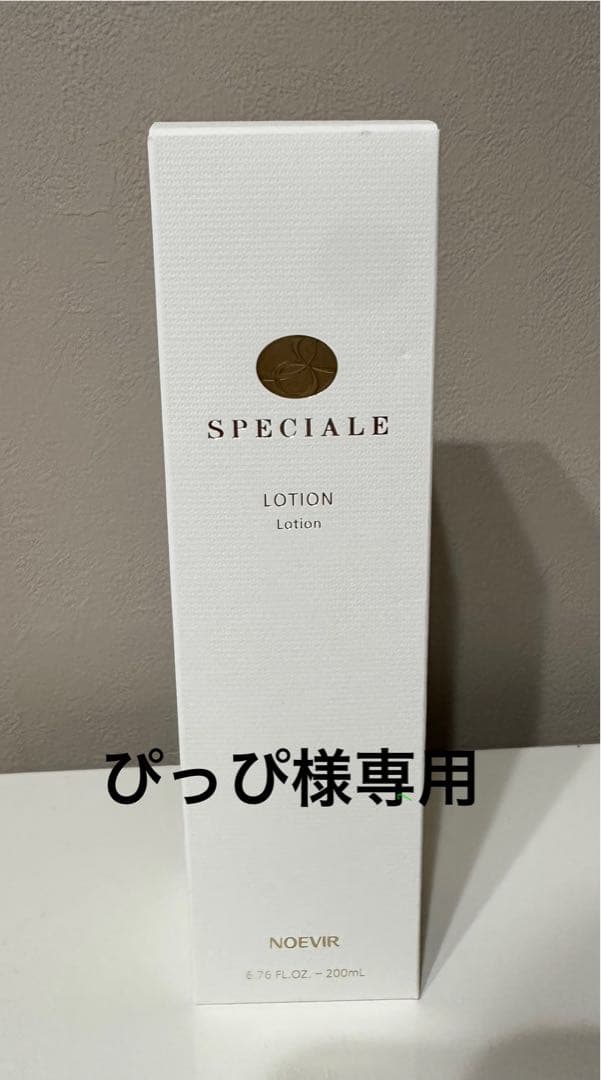 SPECIALE
LOTION
Lotion
ぴっぴ様専用
NOEVIR
6.76 FL.OZ. - 200mL